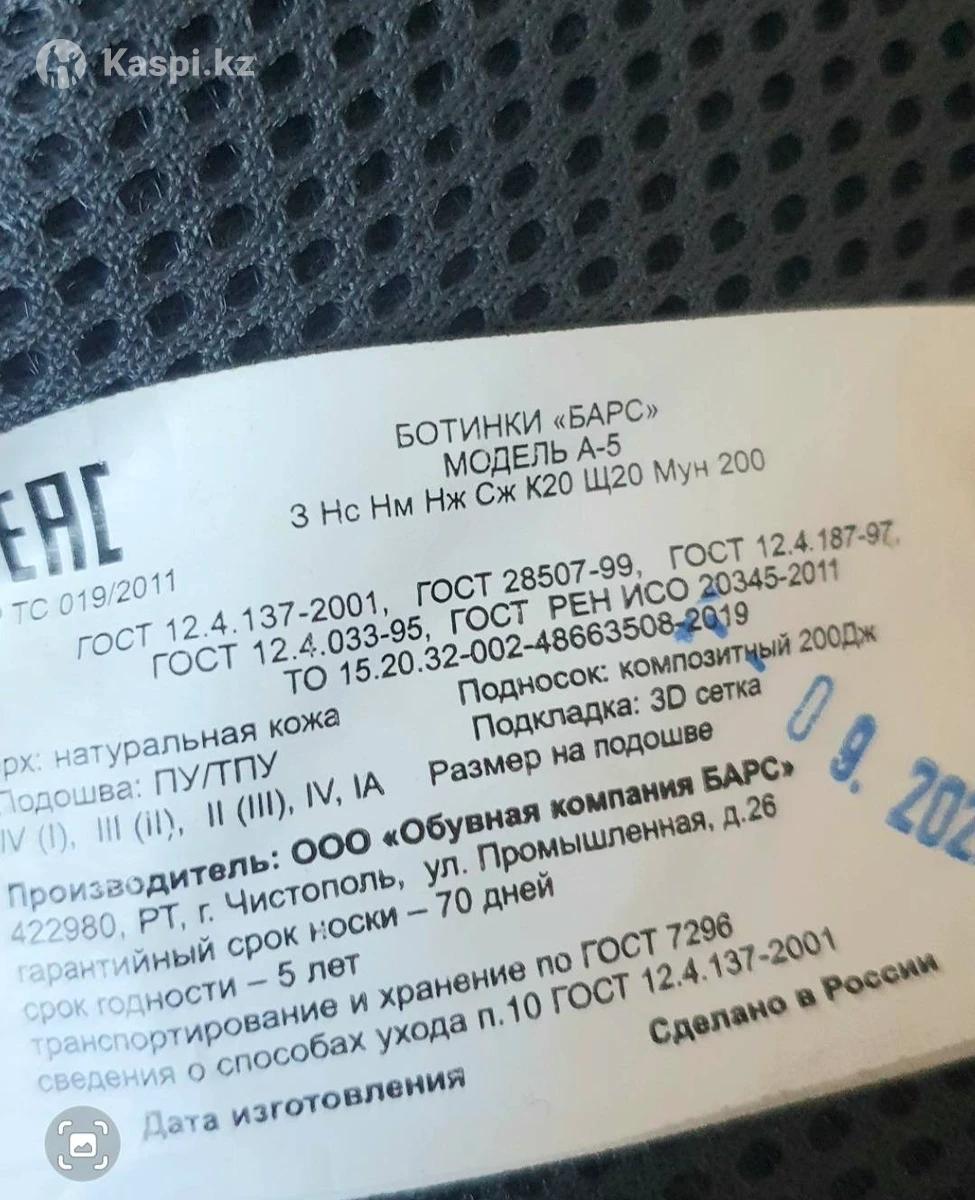 Kaspi.kz
БОТИНКИ «БАРС»
МОДЕЛЬ А-5
З Нс Нм Нж Сж К20 Щ20 Мун 200
ЕАС
ТС 019/2011
ГОСТ 12.4.137-2001, ГОСТ 28507-99, ГОСТ 12.4.187-97,
ГОСТ 12.4.033-95, ГОСТ РЕН ИСО 20345-2011
ТО 15.20.32-002-48663508-2019
рх: натуральная кожа Подносок: композитный 200Дж
Подошва: ПУ/ТПУ Подкладка: 3D сетка
IV (I), III (ii), II (III), IV, IA Размер на подошве
Производитель: ООО «Обувная компания БАРС»
422980, РТ, г. Чистополь, ул. Промышленная, д.26
гарантийный срок носки – 70 дней
срок годности – 5 лет
транспортирование и хранение по ГОСТ 7296
сведения о способах ухода п.10 ГОСТ 12.4.137-2001
Сделано в России
Дата изготовления
09.202